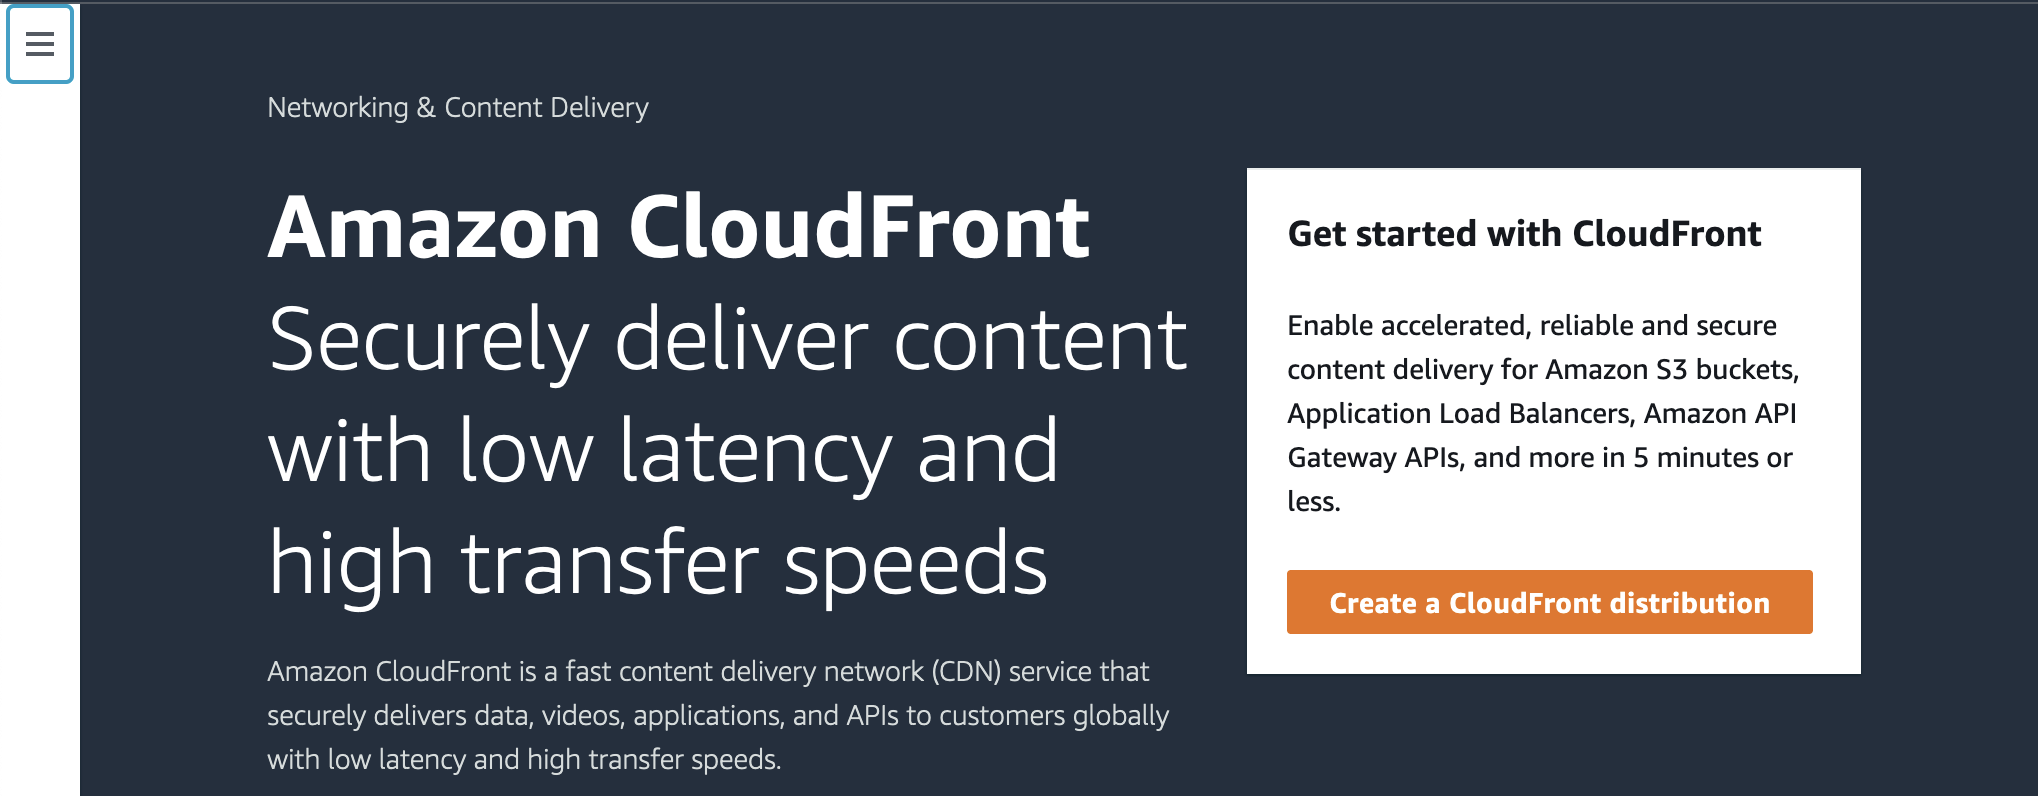 Networking & Content Delivery
Amazon CloudFront
Securely deliver content
with low latency and
high transfer speeds
Amazon CloudFront is a fast content delivery network (CDN) service that
securely delivers data, videos, applications, and APIs to customers globally
with low latency and high transfer speeds.
Get started with CloudFront
Enable accelerated, reliable and secure
content delivery for Amazon S3 buckets,
Application Load Balancers, Amazon API
Gateway APIs, and more in 5 minutes or
less.
Create a CloudFront distribution